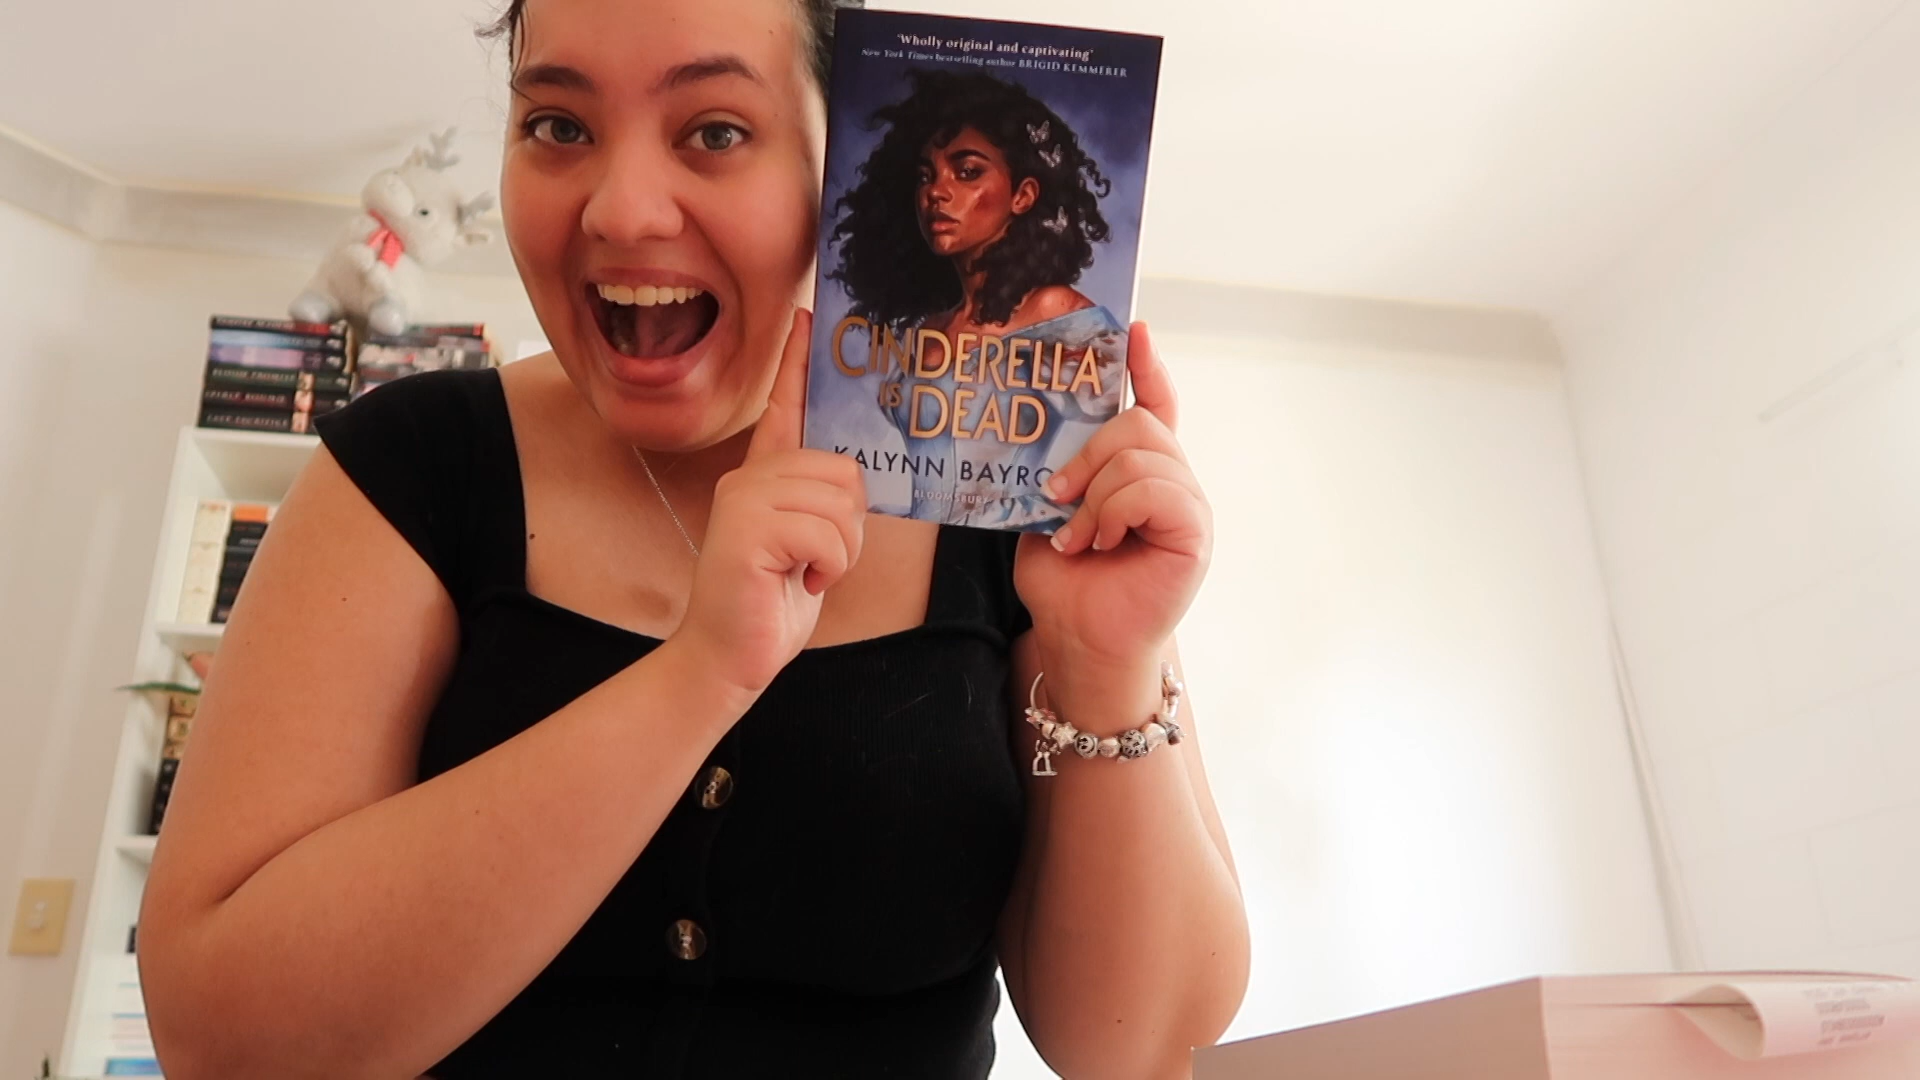 'Wholly original and captivating'
New York Times bestselling author BRIGID KEMMERER
CINDERELLA
IS DEAD
KALYNN BAYRO
BLOOMSBURY